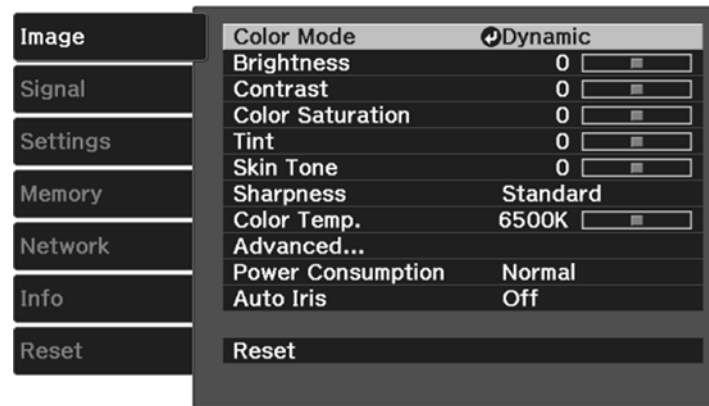 Image
Signal
Settings
Memory
Network
Info
Reset
Color Mode Dynamic
Brightness 0
Contrast 0
Color Saturation 0
Tint 0
Skin Tone 0
Sharpness Standard
Color Temp. 6500K
Advanced...
Power Consumption Normal
Auto Iris Off
Reset